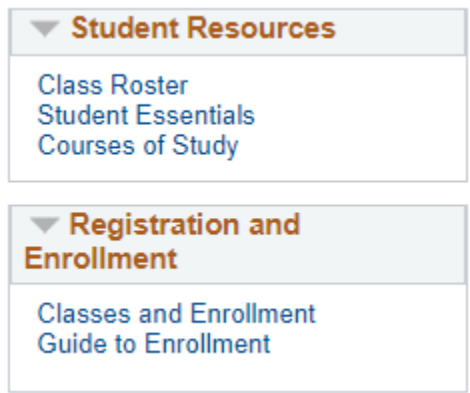 Student Resources
Class Roster
Student Essentials
Courses of Study
Registration and
Enrollment
Classes and Enrollment
Guide to Enrollment